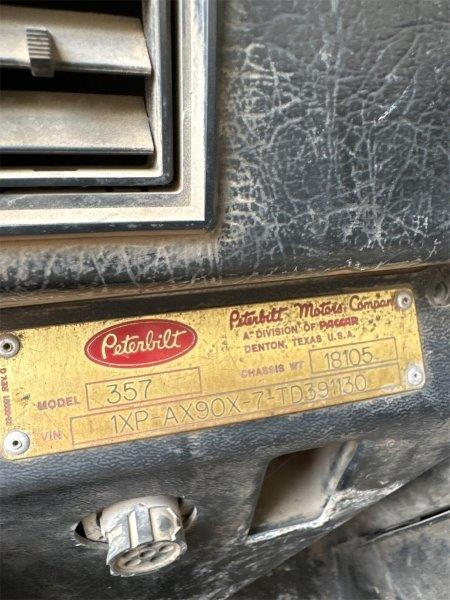 Peterbilt
Peterbilt Motors Company
A DIVISION OF PACCAR
DENTON, TEXAS U.S.A.
MODEL 357
CHASSIS WT 18105
VIN 1XP-AX90X-7-TD391130